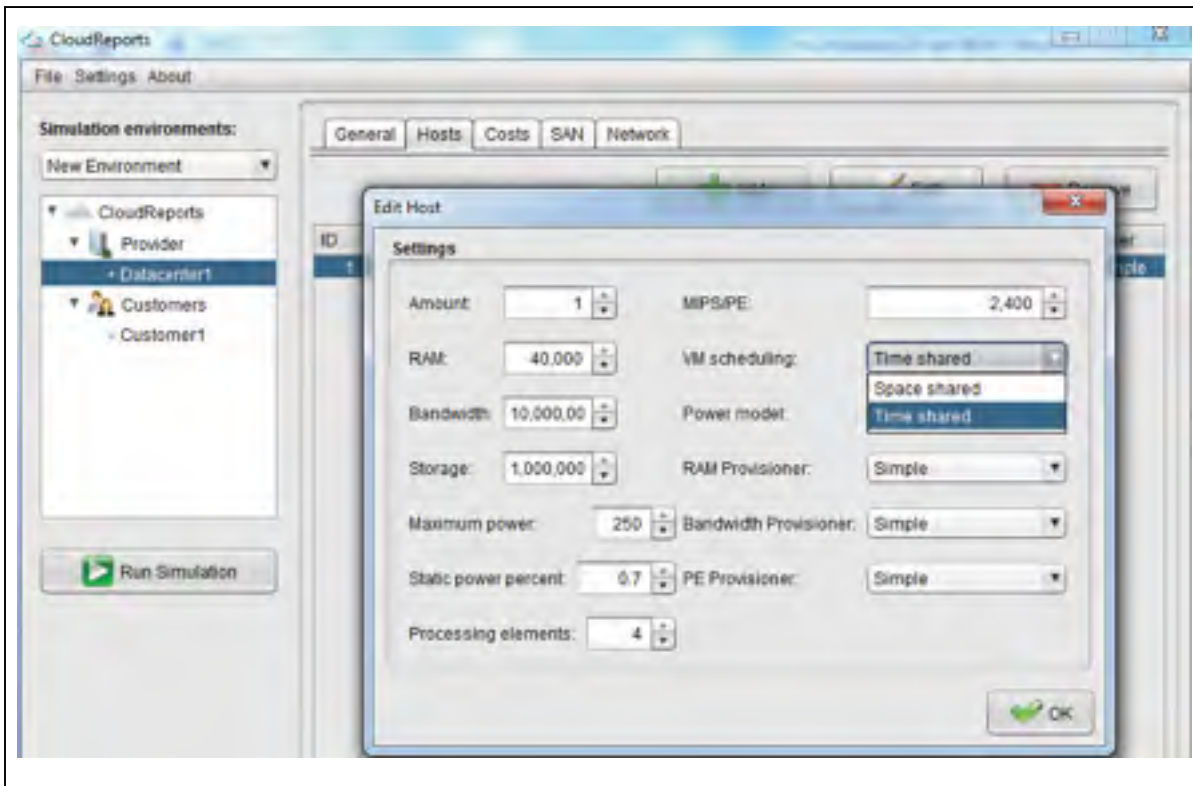 CloudReports
File Settings About
Simulation environments:
New Environment
CloudReports
Provider
Datacenter1
Customers
Customer1
Run Simulation
General Hosts Costs SAN Network
ID
1
Edit Host
Settings
Amount: 1 MIPS/PE: 2,400
RAM: 40,000 VM scheduling: Time shared
Space shared
Time shared
Bandwidth: 10,000,00 Power model:
Storage: 1,000,000 RAM Provisioner: Simple
Maximum power: 250 Bandwidth Provisioner: Simple
Static power percent: 0.7 PE Provisioner: Simple
Processing elements: 4
OK